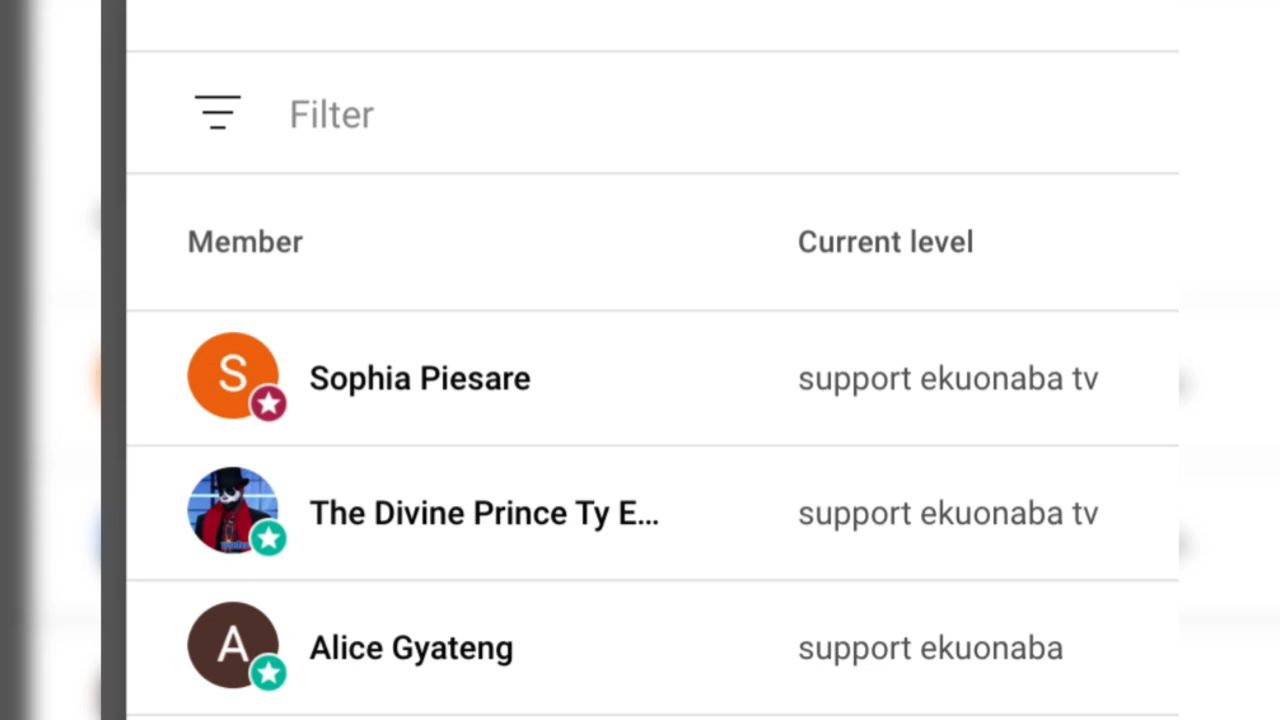 Filter
Member Current level
S Sophia Piesare support ekuonaba tv
The Divine Prince Ty E... support ekuonaba tv
A Alice Gyateng support ekuonaba